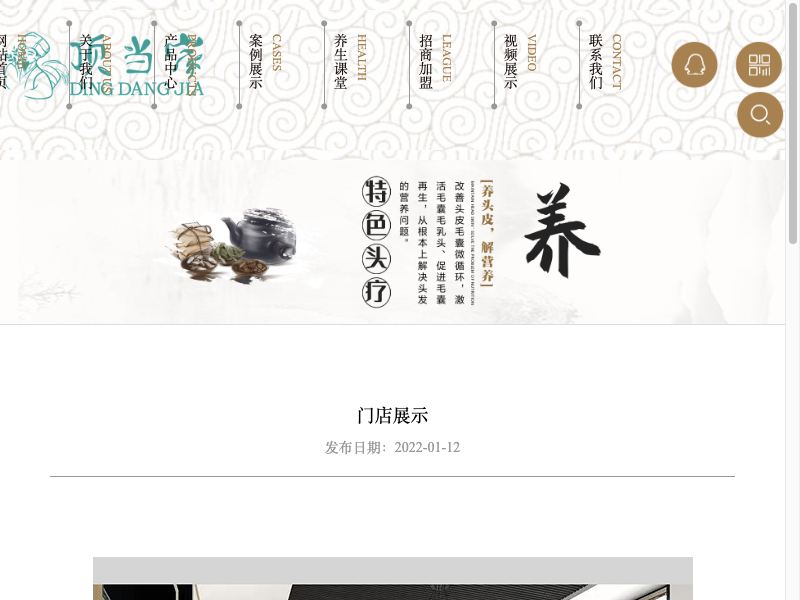 网站首页
HOME
关于我们
ABOUT US
产品中心
案例展示
CASES
养生课堂
HEALTH
招商加盟
LEAGUE
视频展示
VIDEO
联系我们
CONTACT
顶当
DING DANG JIA
养
[养头皮，解营养]
改善头皮毛囊微循环，激
活毛囊毛乳头、促进毛囊
再生，从根本上解决头发
的营养问题。
特色头疗
门店展示
发布日期：2022-01-12